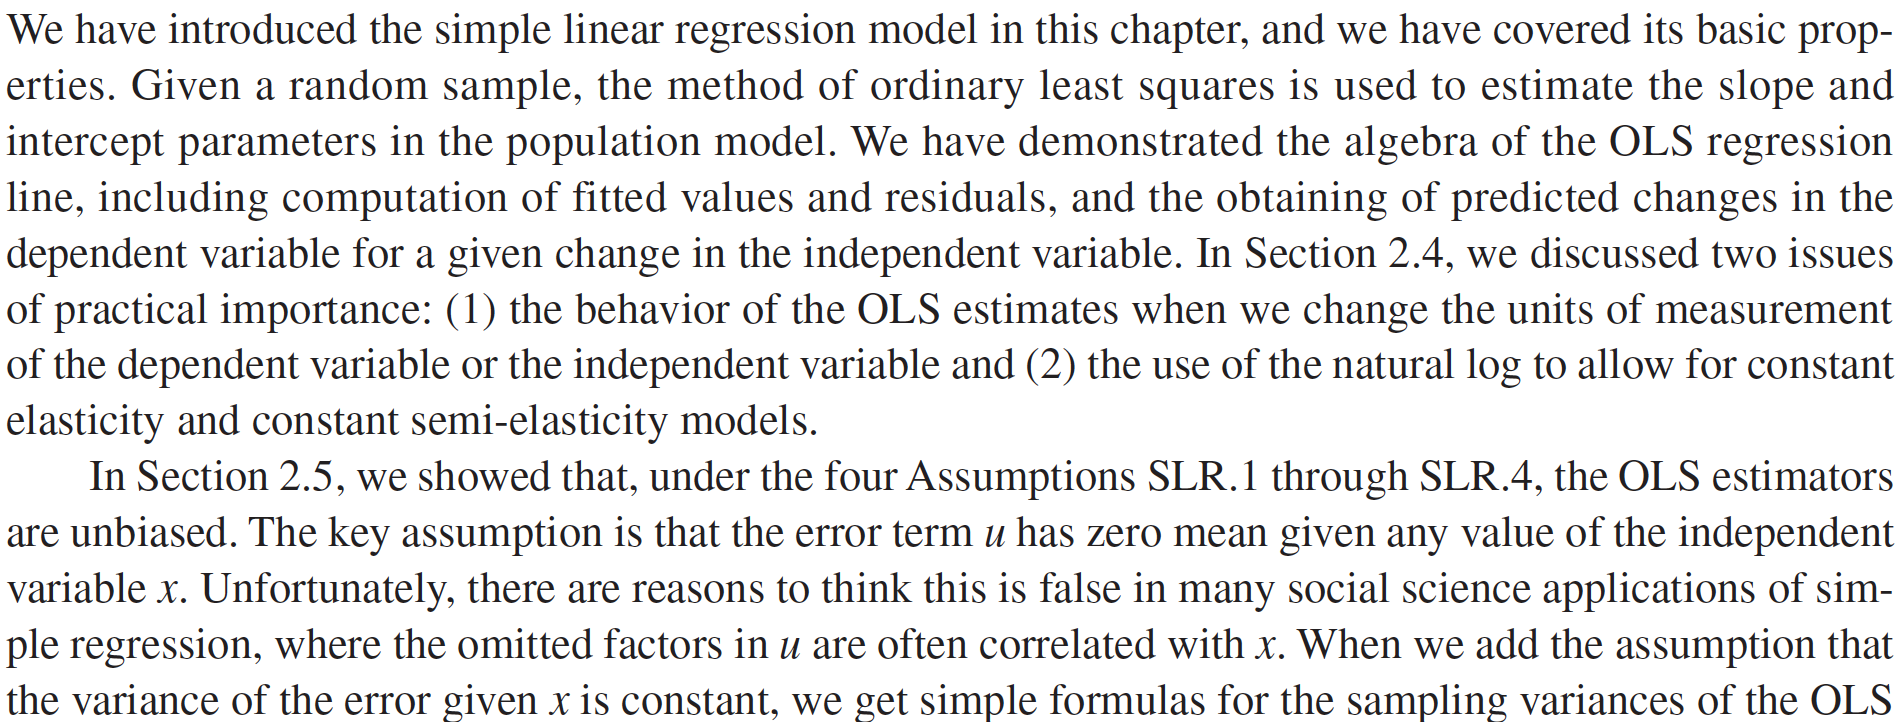 We have introduced the simple linear regression model in this chapter, and we have covered its basic prop-
erties. Given a random sample, the method of ordinary least squares is used to estimate the slope and
intercept parameters in the population model. We have demonstrated the algebra of the OLS regression
line, including computation of fitted values and residuals, and the obtaining of predicted changes in the
dependent variable for a given change in the independent variable. In Section 2.4, we discussed two issues
of practical importance: (1) the behavior of the OLS estimates when we change the units of measurement
of the dependent variable or the independent variable and (2) the use of the natural log to allow for constant
elasticity and constant semi-elasticity models.
In Section 2.5, we showed that, under the four Assumptions SLR.1 through SLR.4, the OLS estimators
are unbiased. The key assumption is that the error term u has zero mean given any value of the independent
variable x. Unfortunately, there are reasons to think this is false in many social science applications of sim-
ple regression, where the omitted factors in u are often correlated with x. When we add the assumption that
the variance of the error given x is constant, we get simple formulas for the sampling variances of the OLS